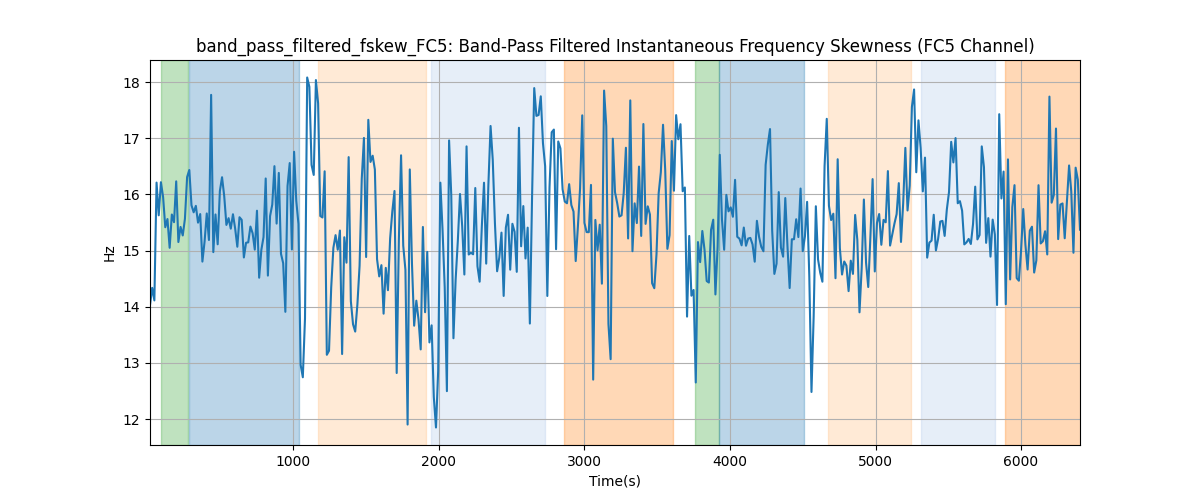 band_pass_filtered_fskew_FC5: Band-Pass Filtered Instantaneous Frequency Skewness (FC5 Channel)
18
17
16
15
14
13
12
Hz
1000 2000 3000 4000 5000 6000
Time(s)